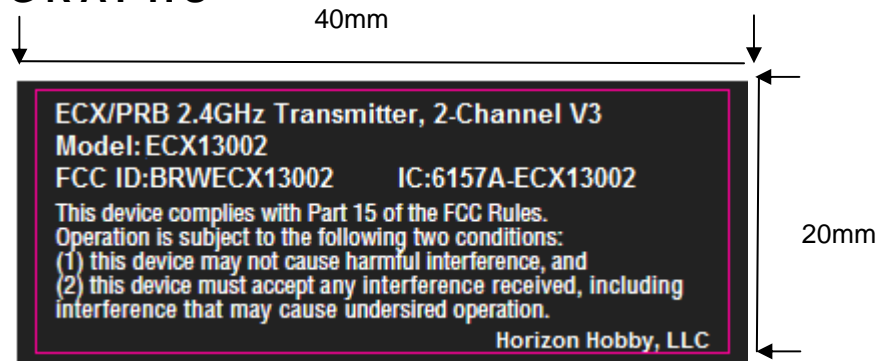 40mm
ECX/PRB 2.4GHz Transmitter, 2-Channel V3
Model: ECX13002
FCC ID:BRWECX13002 IC:6157A-ECX13002
This device complies with Part 15 of the FCC Rules.
Operation is subject to the following two conditions:
(1) this device may not cause harmful interference, and
(2) this device must accept any interference received, including
interference that may cause undersired operation.
Horizon Hobby, LLC
20mm